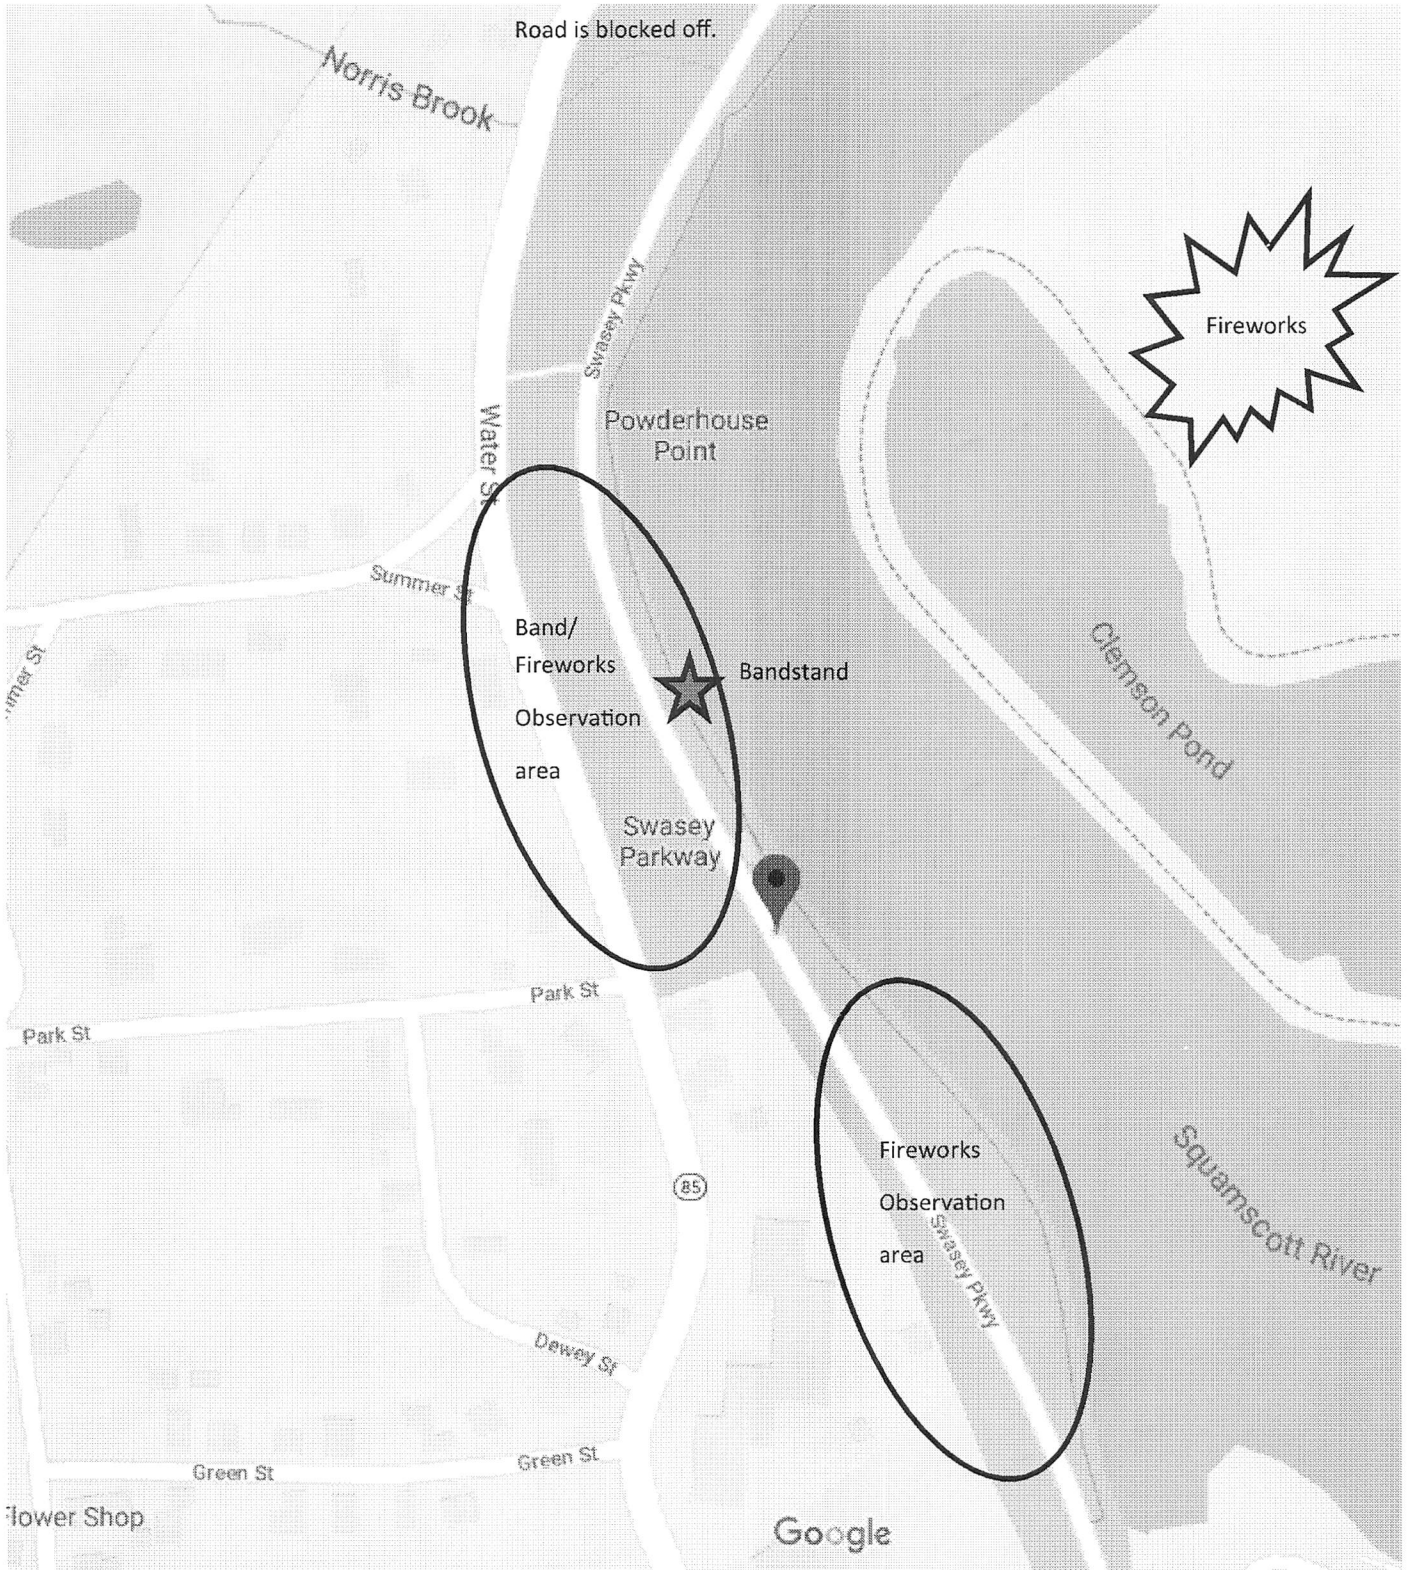 Road is blocked off.
Norris Brook
Swasey Pkwy
Fireworks
Water St
Powderhouse
Point
Summer St
Band/
Fireworks
Observation
area
Bandstand
Clemson Pond
Swasey
Parkway
Park St
Park St
Fireworks
Observation
area
85
Swasey Pkwy
Squamscott River
Dewey St
Green St
Green St
Flower Shop
Google